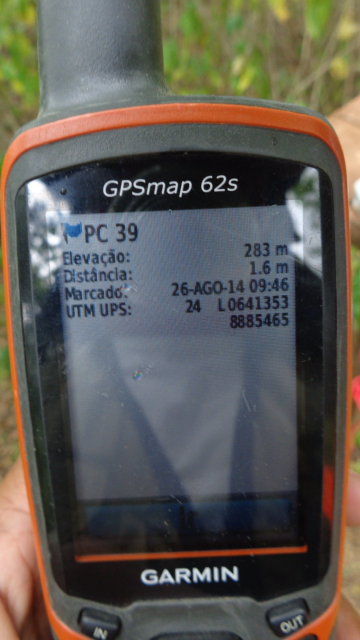 GPSmap 62s
PC 39
Elevação: 283 m
Distância: 1.6 m
Marcado: 26-AGO-14 09:46
UTM UPS: 24 L 0641353
8885465
GARMIN
IN OUT